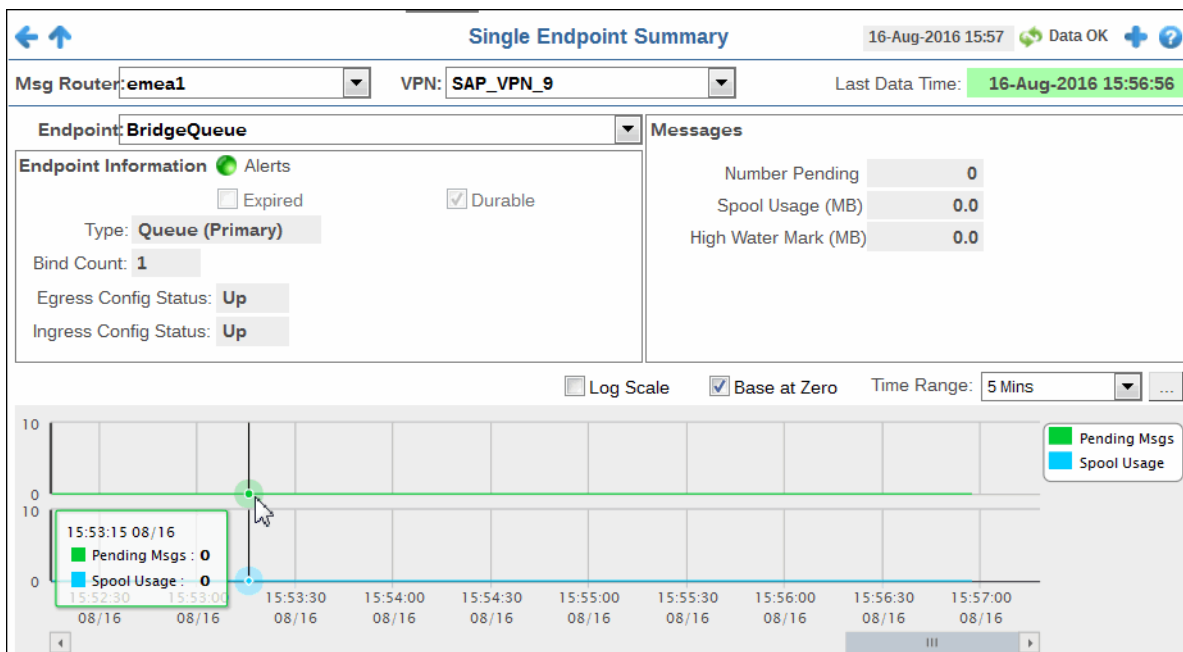 Single Endpoint Summary 16-Aug-2016 15:57 Data OK
Msg Router: emea1 VPN: SAP_VPN_9 Last Data Time: 16-Aug-2016 15:56:56
Endpoint: BridgeQueue
Endpoint Information Alerts
Expired Durable
Type: Queue (Primary)
Bind Count: 1
Egress Config Status: Up
Ingress Config Status: Up
Messages
Number Pending 0
Spool Usage (MB) 0.0
High Water Mark (MB) 0.0
Log Scale Base at Zero Time Range: 5 Mins ...
10
0
10
0
Pending Msgs
Spool Usage
15:53:15 08/16
Pending Msgs : 0
Spool Usage : 0
15:52:30 15:53:00 15:53:30 15:54:00 15:54:30 15:55:00 15:55:30 15:56:00 15:56:30 15:57:00
08/16 08/16 08/16 08/16 08/16 08/16 08/16 08/16 08/16 08/16